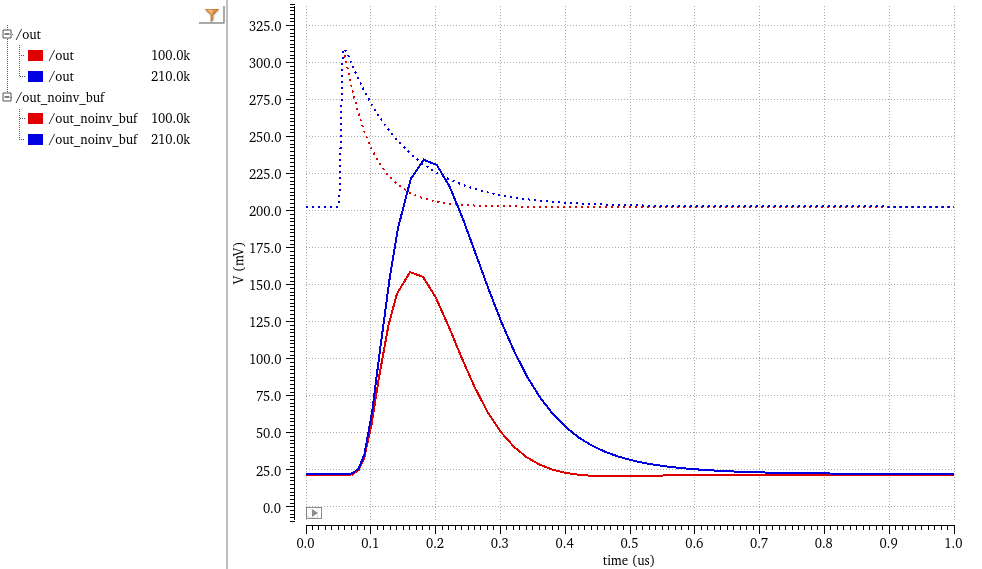 /out
/out 100.0k
/out 210.0k
/out_noinv_buf
/out_noinv_buf 100.0k
/out_noinv_buf 210.0k
V (mV)
325.0
300.0
275.0
250.0
225.0
200.0
175.0
150.0
125.0
100.0
75.0
50.0
25.0
0.0
0.0 0.1 0.2 0.3 0.4 0.5 0.6 0.7 0.8 0.9 1.0
time (us)